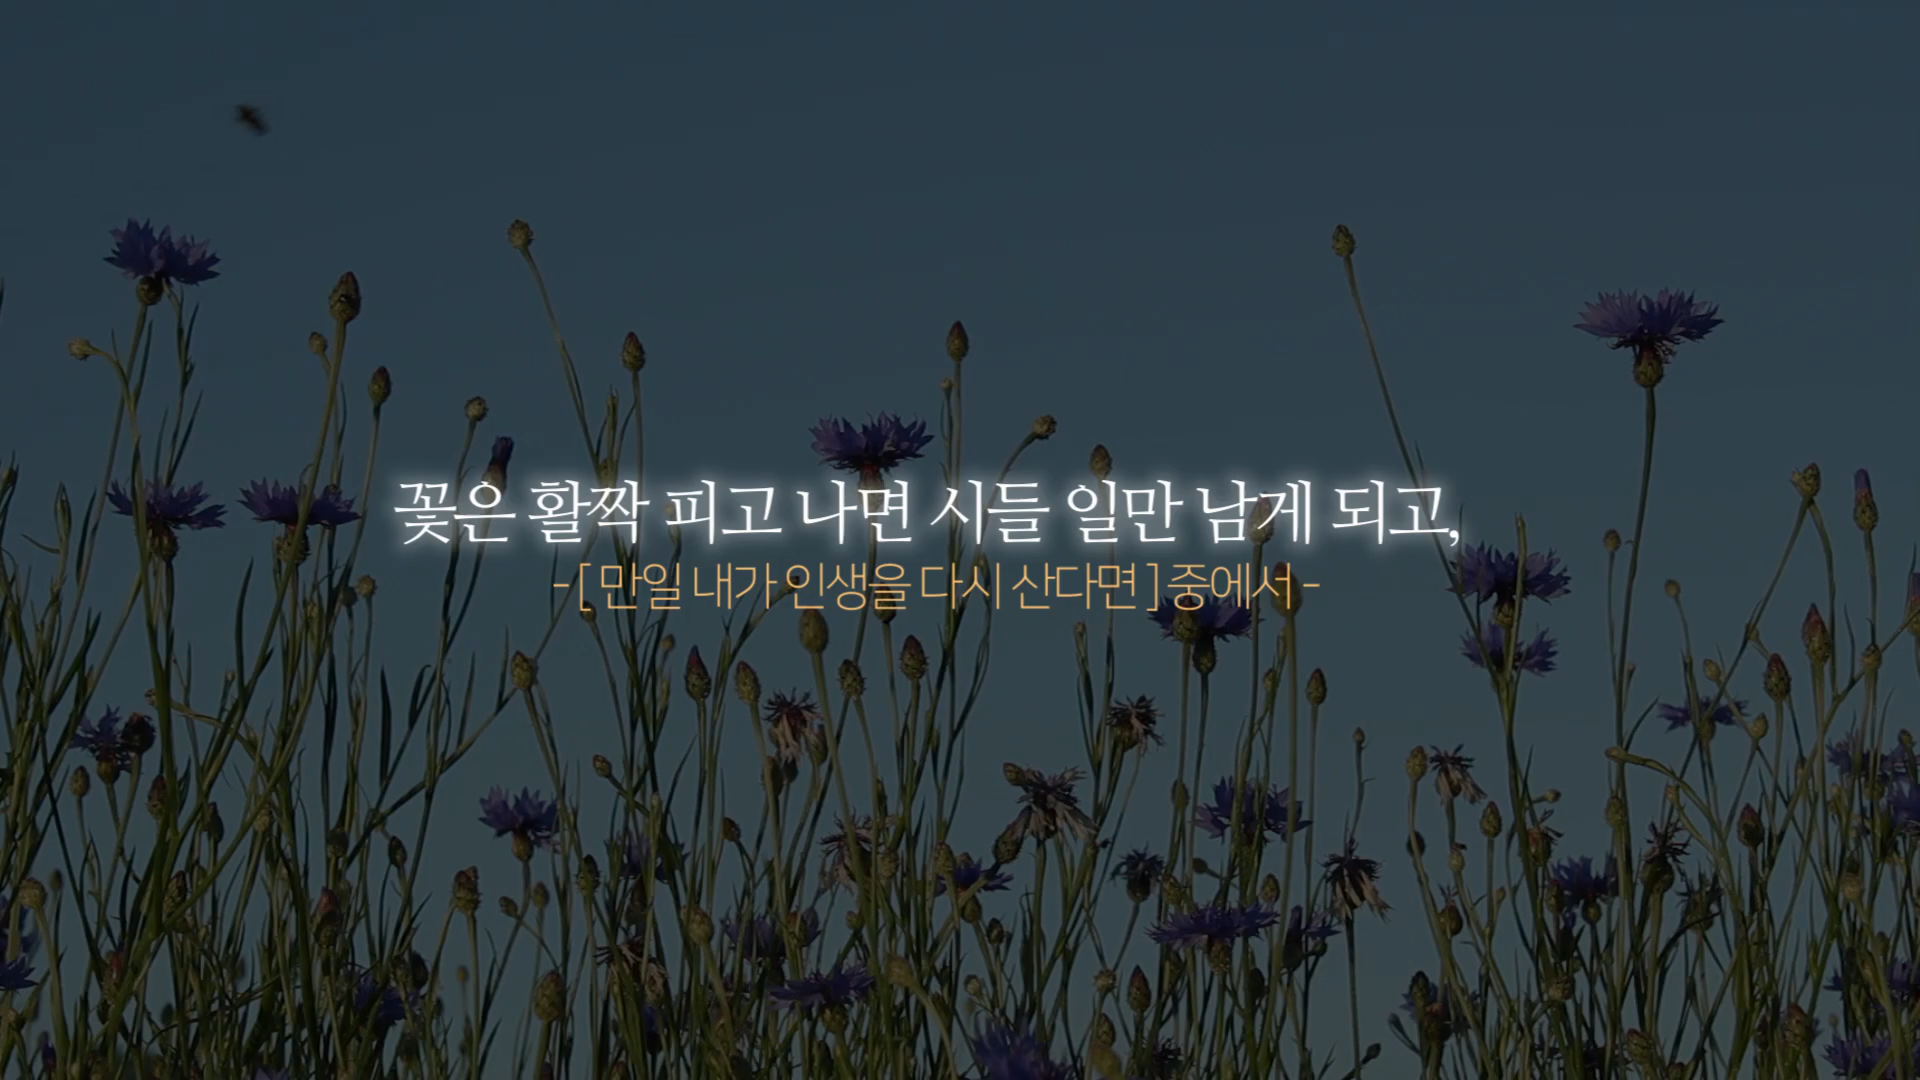 꽃은 활짝 피고 나면 시들 일만 남게 되고,
- [ 만일 내가 인생을 다시 산다면 ] 중에서 -